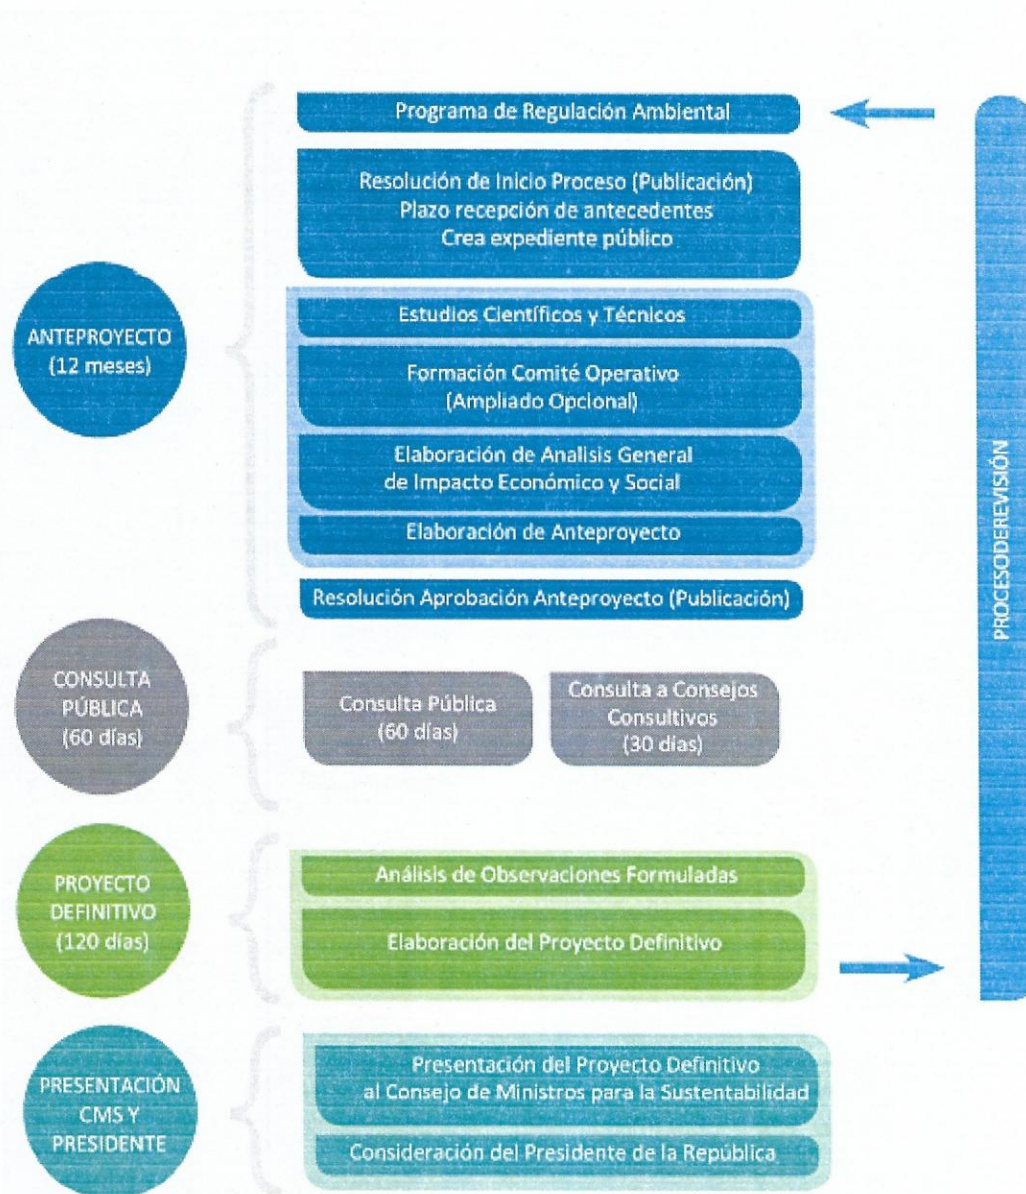 Programa de Regulación Ambiental
Resolución de Inicio Proceso (Publicación)
Plazo recepción de antecedentes
Crea expediente público
ANTEPROYECTO
(12 meses)
Estudios Científicos y Técnicos
Formación Comité Operativo
(Ampliado Opcional)
Elaboración de Analisis General
de Impacto Económico y Social
Elaboración de Anteproyecto
Resolución Aprobación Anteproyecto (Publicación)
CONSULTA
PÚBLICA
(60 días)
Consulta Pública
(60 días)
Consulta a Consejos
Consultivos
(30 días)
PROYECTO
DEFINITIVO
(120 días)
Análisis de Observaciones Formuladas
Elaboración del Proyecto Definitivo
PRESENTACIÓN
CMS Y
PRESIDENTE
Presentación del Proyecto Definitivo
al Consejo de Ministros para la Sustentabilidad
Consideración del Presidente de la República
PROCESODEREVISIÓN